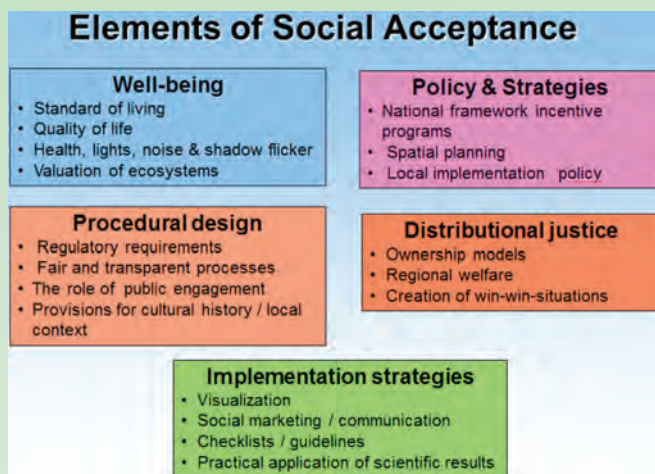 Elements of Social Acceptance
Well-being
• Standard of living
• Quality of life
• Health, lights, noise & shadow flicker
• Valuation of ecosystems
Policy & Strategies
• National framework incentive
programs
• Spatial planning
• Local implementation policy
Procedural design
• Regulatory requirements
• Fair and transparent processes
• The role of public engagement
• Provisions for cultural history / local
context
Distributional justice
• Ownership models
• Regional welfare
• Creation of win-win-situations
Implementation strategies
• Visualization
• Social marketing / communication
• Checklists / guidelines
• Practical application of scientific results